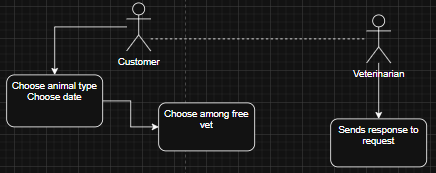 Customer
Veterinarian
Choose animal type
Choose date
Choose among free
vet
Sends response to
request